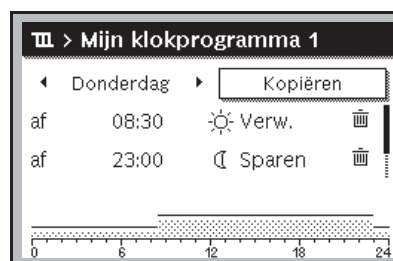 > Mijn klokprogramma 1
Donderdag Kopiëren
af 08:30 Verw.
af 23:00 Sparen
0 6 12 18 24